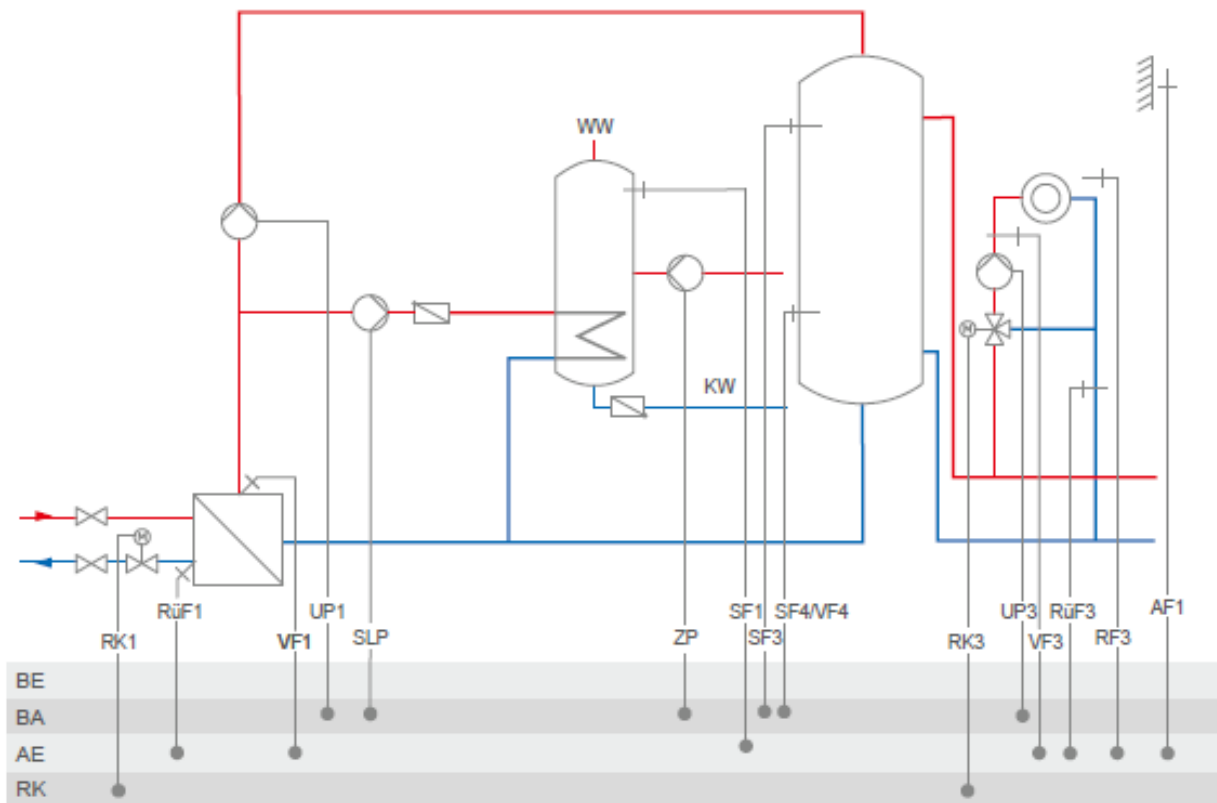 WW
KW
RüF1
UP1
SF1
SF4/VF4
UP3
RüF3
AF1
RK1
VF1
SLP
ZP
SF3
RK3
VF3
RF3
M
M
BE
BA
AE
RK